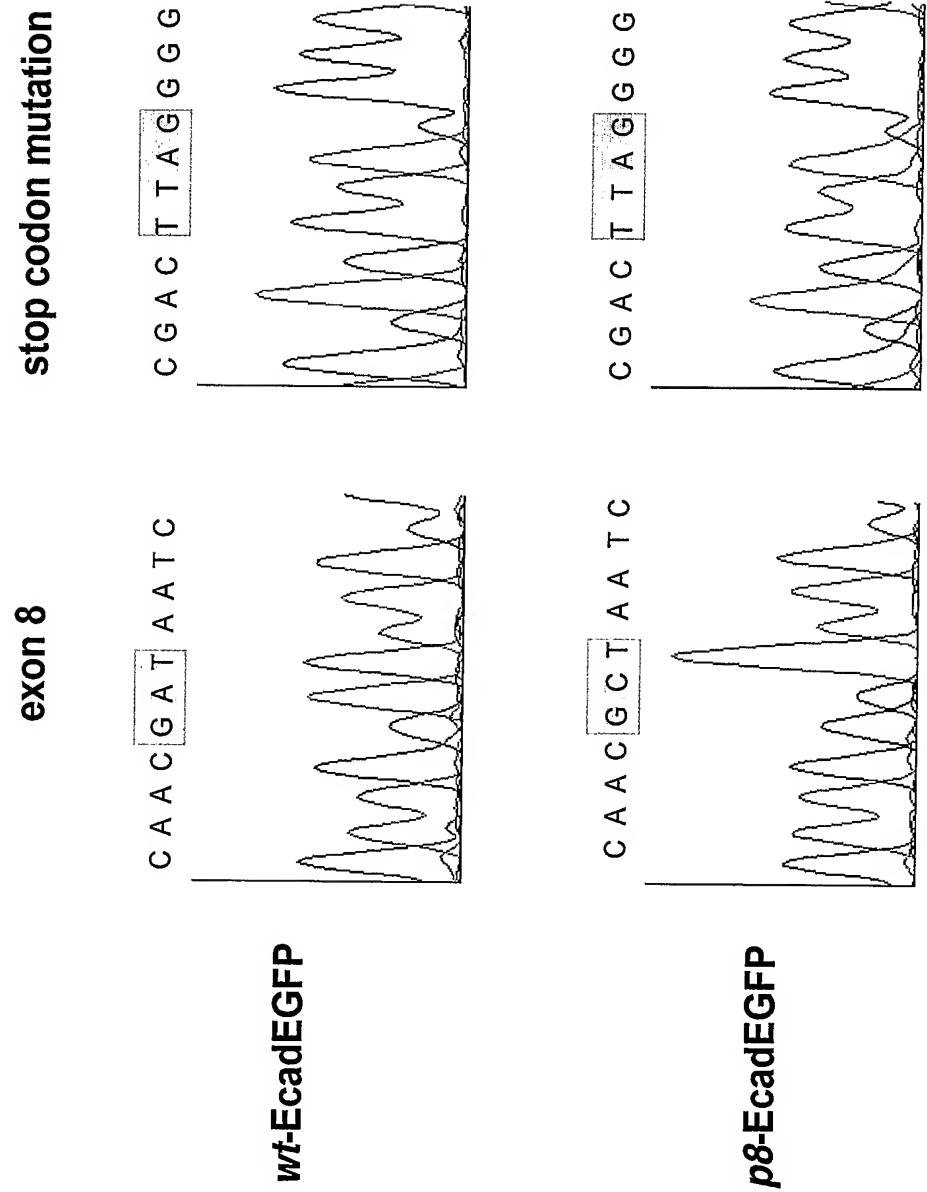 exon 8
stop codon mutation
wt-EcadEGFP
C A A C G A T A A T C
C G A C T T A G G G G
p8-EcadEGFP
C A A C G C T A A T C
C G A C T T A G G G G